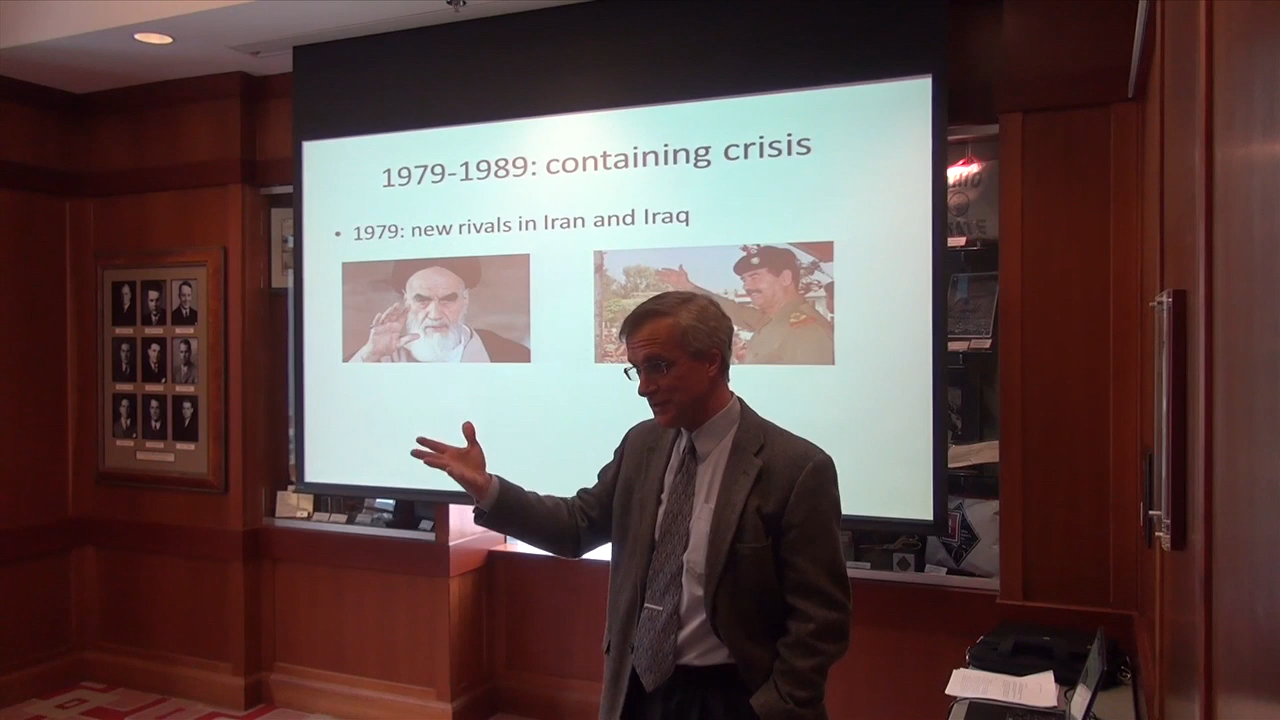 1979-1989: containing crisis
• 1979: new rivals in Iran and Iraq